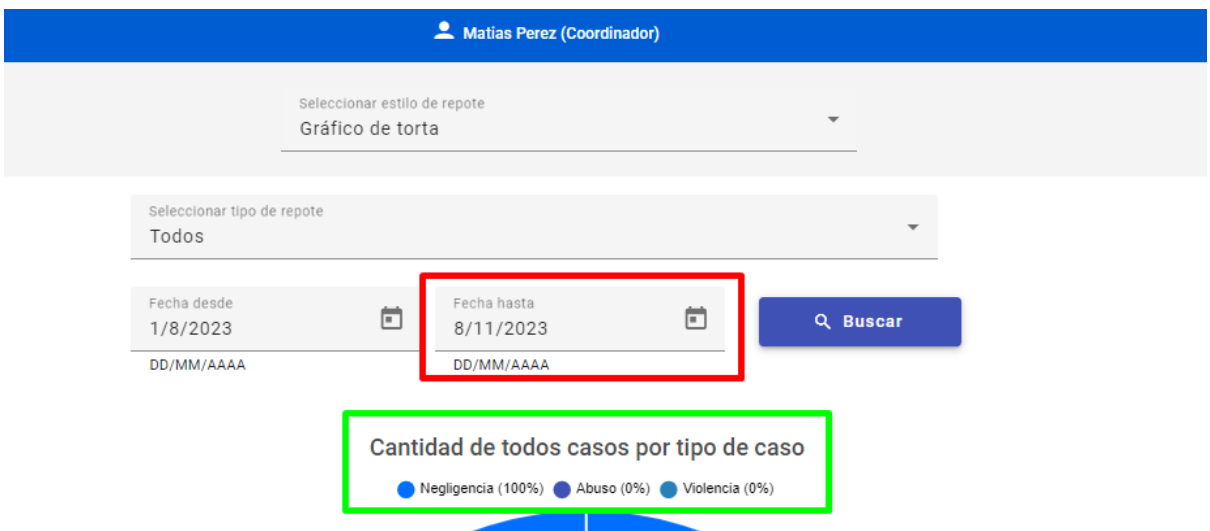 Matias Perez (Coordinador)
Seleccionar estilo de repote
Gráfico de torta
Seleccionar tipo de repote
Todos
Fecha desde
1/8/2023
DD/MM/AAAA
Fecha hasta
8/11/2023
DD/MM/AAAA
Buscar
Cantidad de todos casos por tipo de caso
Negligencia (100%) Abuso (0%) Violencia (0%)